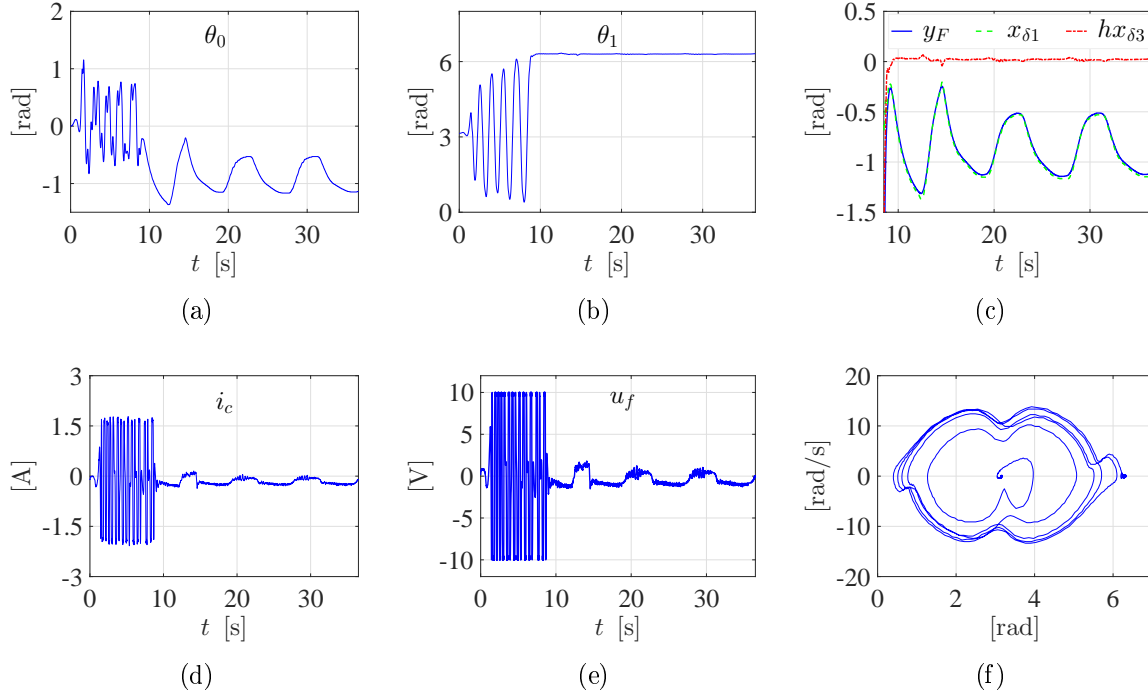 2
1
0
-1
[rad]
θ0
0 10 20 30
t [s]
(a)
6
3
0
[rad]
θ1
0 10 20 30
t [s]
(b)
0.5
0
-0.5
-1
-1.5
[rad]
yF xδ1 hxδ3
10 20 30
t [s]
(c)
3
1.5
0
-1.5
-3
[A]
ic
0 10 20 30
t [s]
(d)
10
5
0
-5
-10
[V]
uf
0 10 20 30
t [s]
(e)
20
10
0
-10
-20
[rad/s]
0 2 4 6
[rad]
(f)